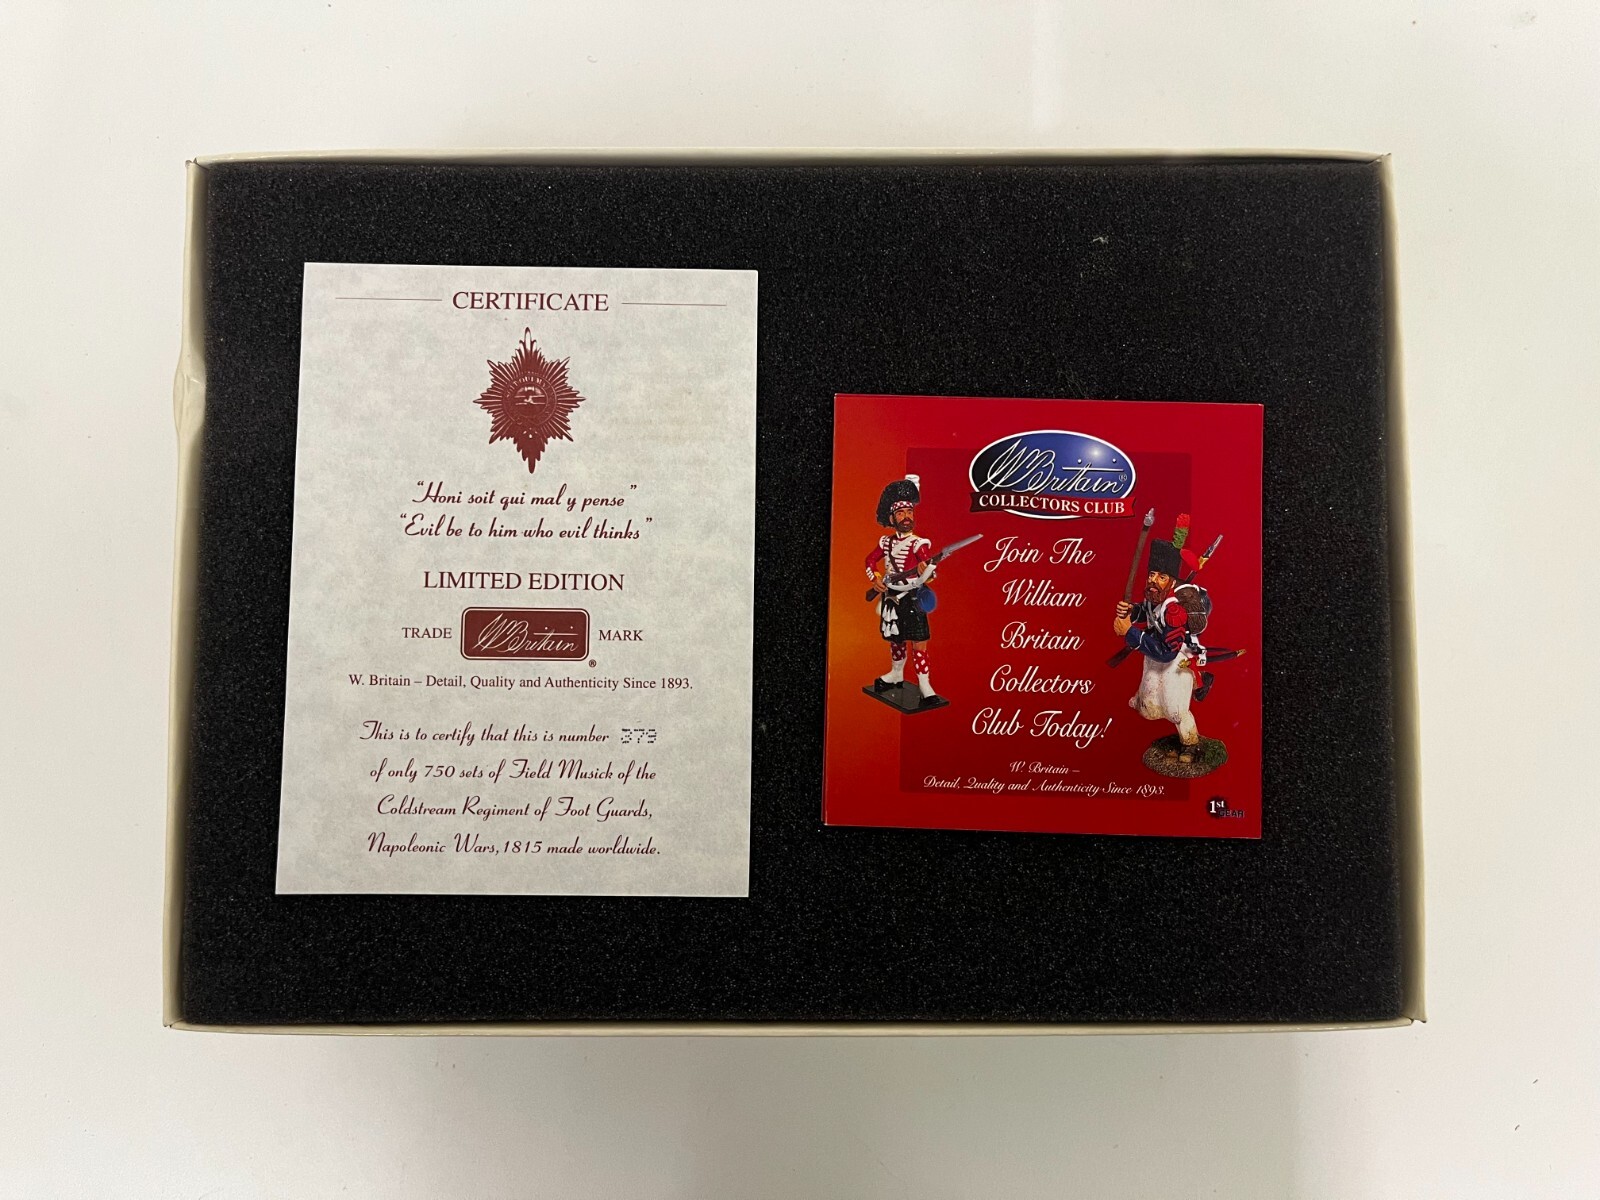 CERTIFICATE
“Honi soit qui mal y pense”
“Evil be to him who evil thinks”
LIMITED EDITION
TRADE W Britain ® MARK
W. Britain – Detail, Quality and Authenticity Since 1893.
This is to certify that this is number 379
of only 750 sets of Field Musick of the
Coldstream Regiment of Foot Guards,
Napoleonic Wars, 1815 made worldwide.
W Britain®
COLLECTORS CLUB
Join The
William
Britain
Collectors
Club Today!
W. Britain –
Detail, Quality and Authenticity Since 1893.
1st
GEAR